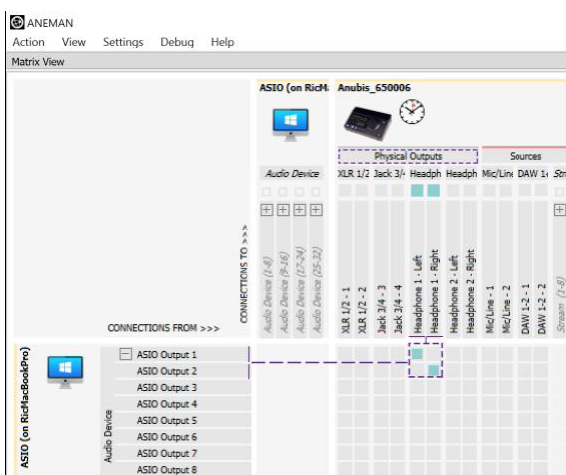 ANEMAN
Action View Settings Debug Help
Matrix View
ASIO (on RicMa Anubis_650006
Physical Outputs Sources
Audio Device XLR 1/2 Jack 3/4 Headph Headph Mic/Line DAW 1- Str
CONNECTIONS TO >>>
Audio Device (1-8)
Audio Device (9-16)
Audio Device (17-24)
Audio Device (25-32)
XLR 1/2 - 1
XLR 1/2 - 2
Jack 3/4 - 3
Jack 3/4 - 4
Headphone 1 - Left
Headphone 1 - Right
Headphone 2 - Left
Headphone 2 - Right
Mic/Line - 1
Mic/Line - 2
DAW 1-2 - 1
DAW 1-2 - 2
Stream (1-8)
CONNECTIONS FROM >>>
ASIO (on RicMacBookPro)
Audio Device
ASIO Output 1
ASIO Output 2
ASIO Output 3
ASIO Output 4
ASIO Output 5
ASIO Output 6
ASIO Output 7
ASIO Output 8